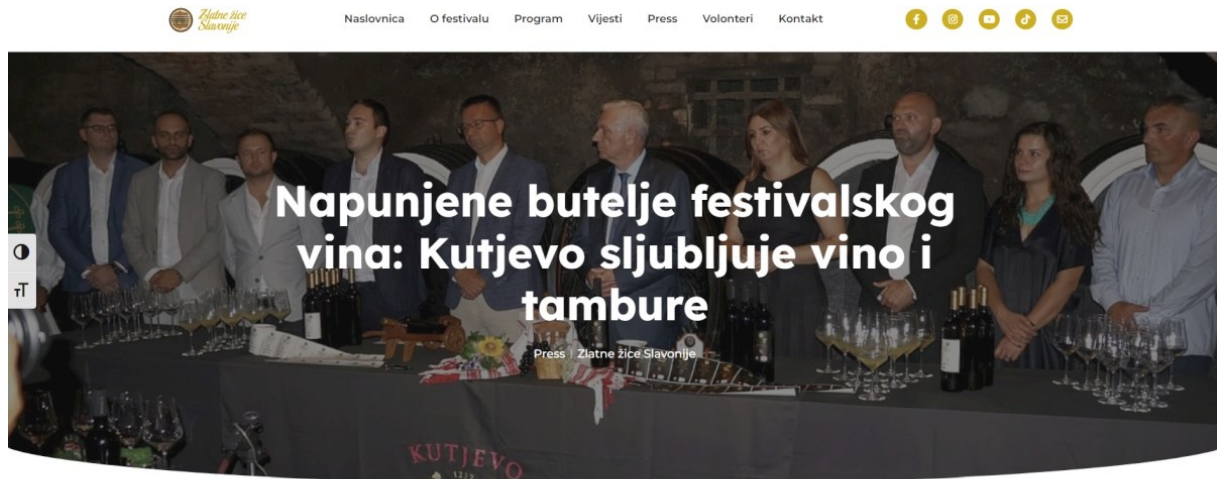 Zlatne žice
Slavonije
Naslovnica O festivalu Program Vijesti Press Volonteri Kontakt
Napunjene butelje festivalskog
vina: Kutjevo sljubljuje vino i
tambure
Press | Zlatne žice Slavonije
KUTJEVO
1232